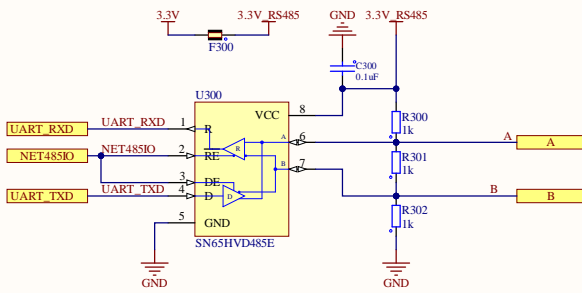 3.3V
3.3V_RS485
GND
3.3V_RS485
F300
C300
0.1uF
U300
VCC
8
R300
1k
UART_RXD
UART_RXD
1
R
R
A
6
A
A
NET485IO
NET485IO
2
RE
R301
1k
B
7
3
DE
UART_TXD
UART_TXD
4
D
D
B
B
5
GND
R302
1k
SN65HVD485E
GND
GND